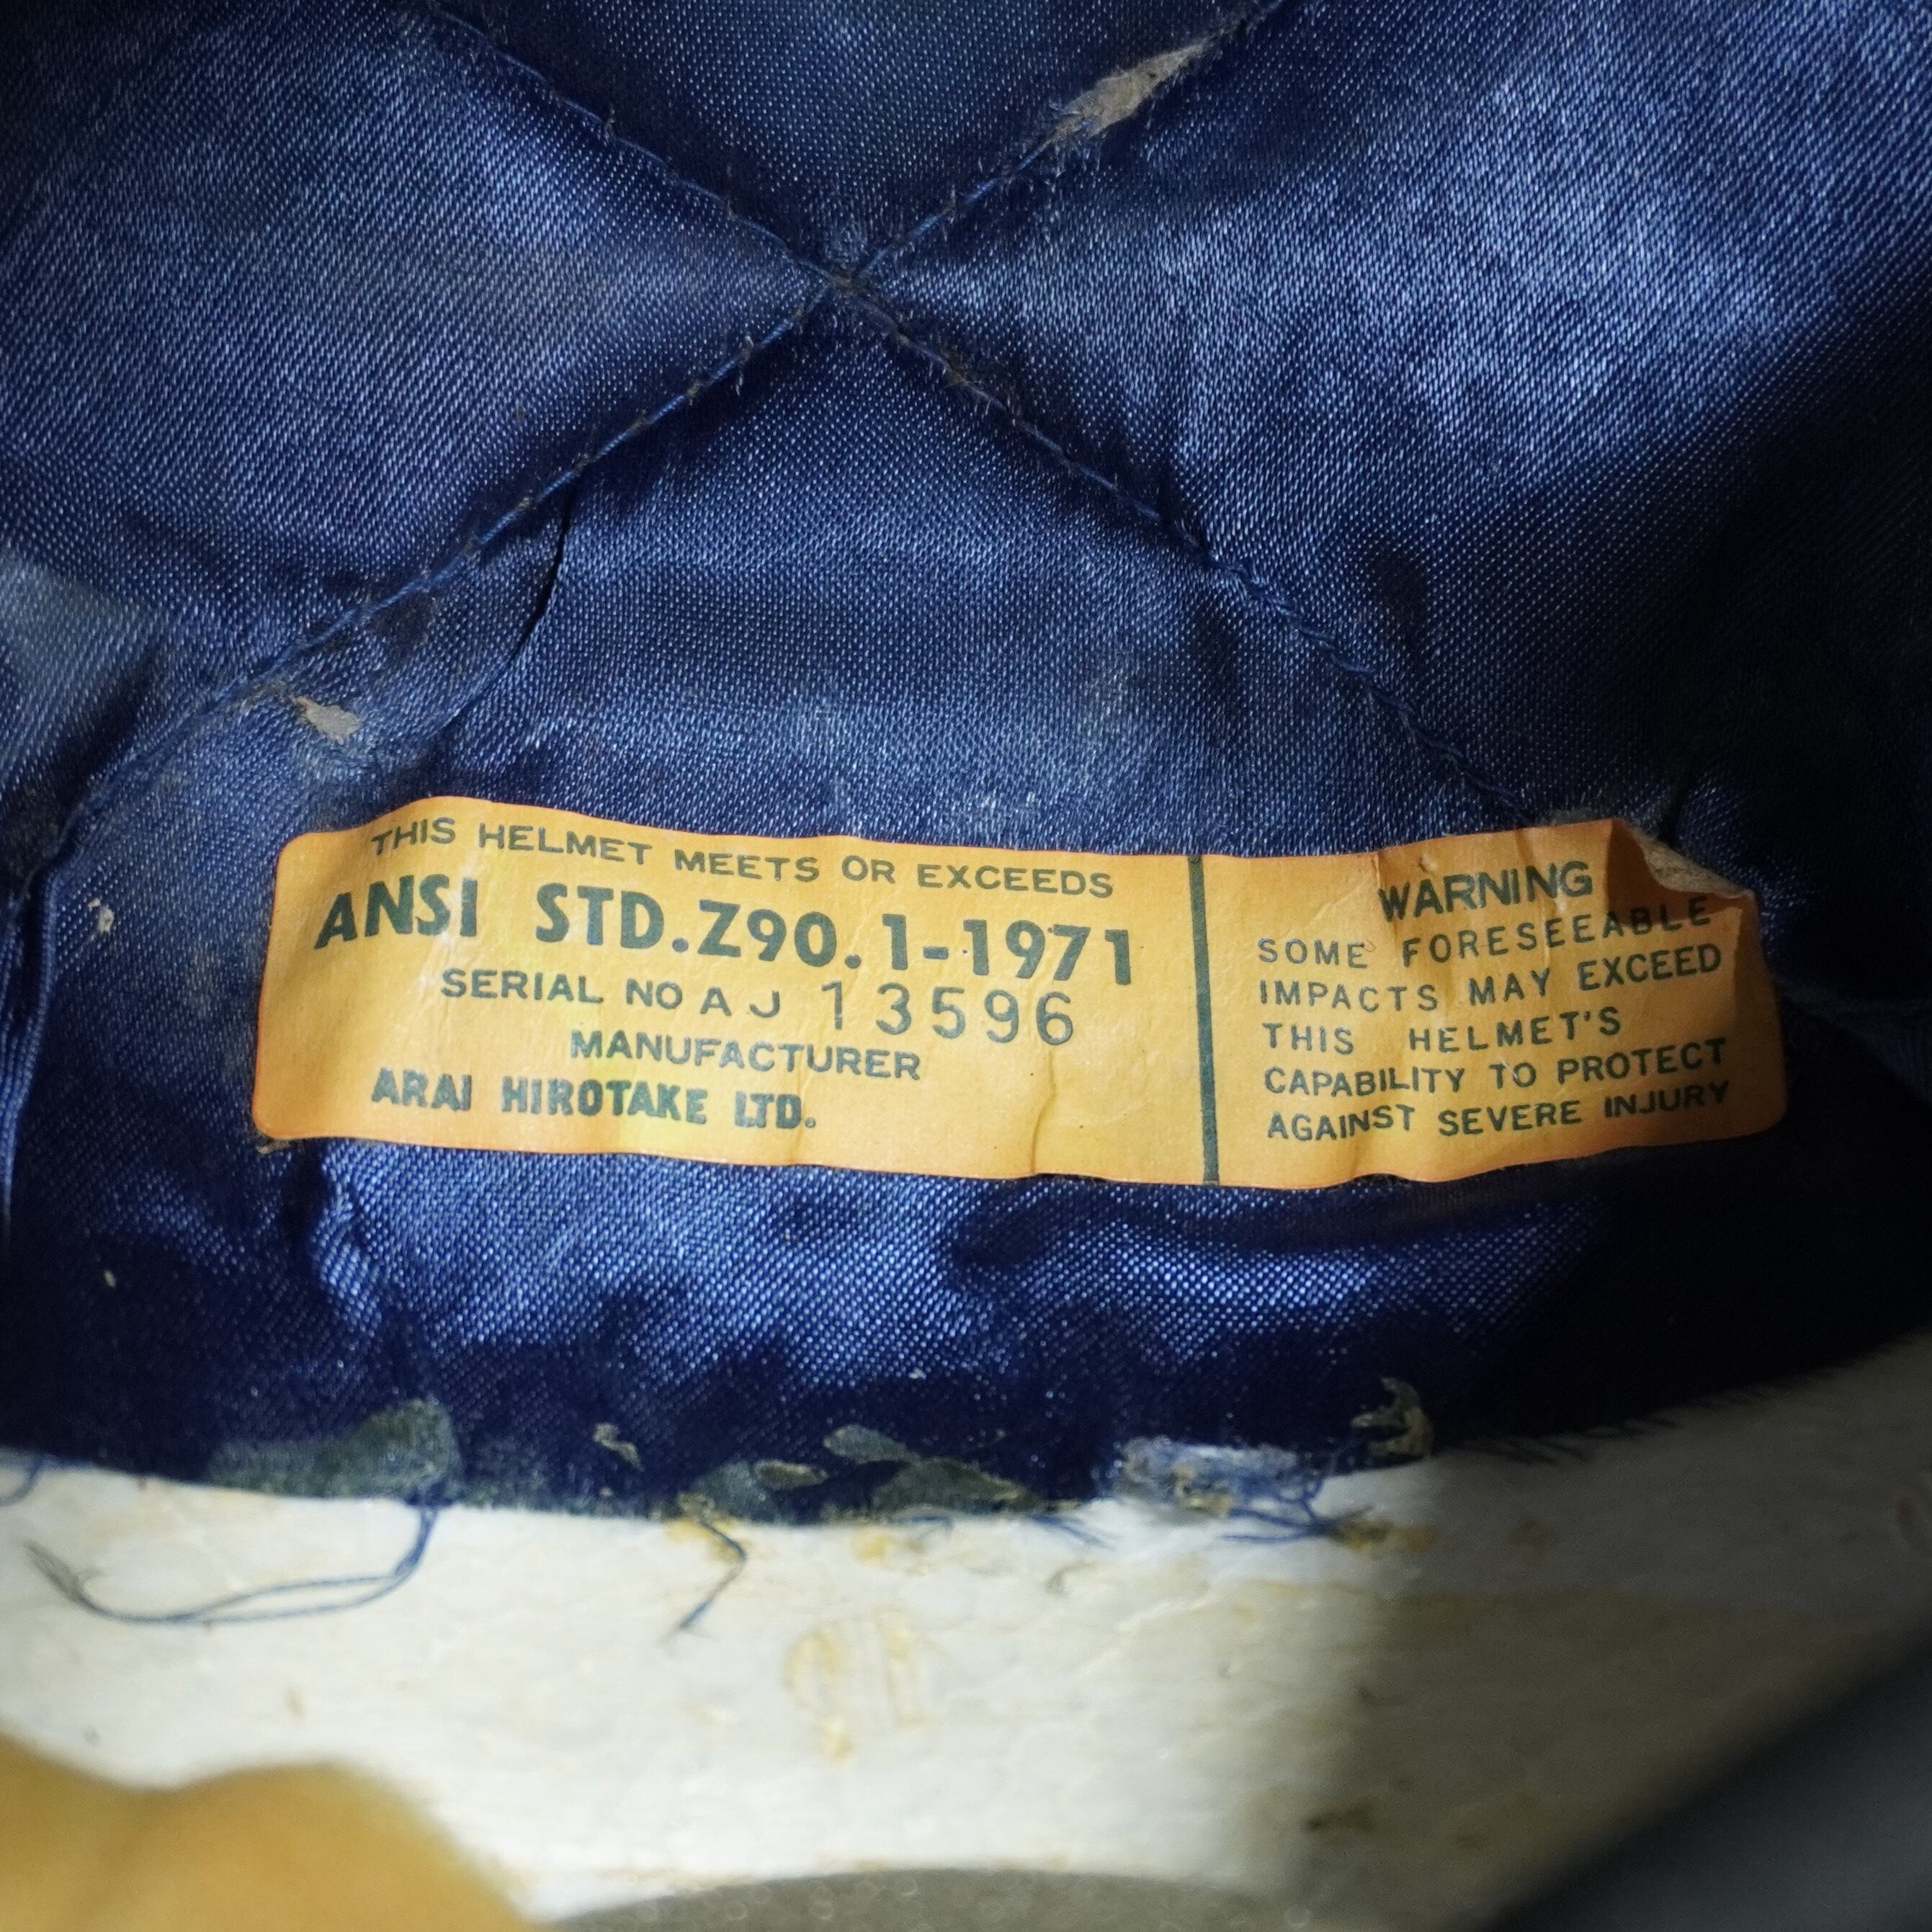 THIS HELMET MEETS OR EXCEEDS
ANSI STD.Z90.1-1971
SERIAL NO AJ 13596
MANUFACTURER
ARAI HIROTAKE LTD.
WARNING
SOME FORESEEABLE
IMPACTS MAY EXCEED
THIS HELMET'S
CAPABILITY TO PROTECT
AGAINST SEVERE INJURY